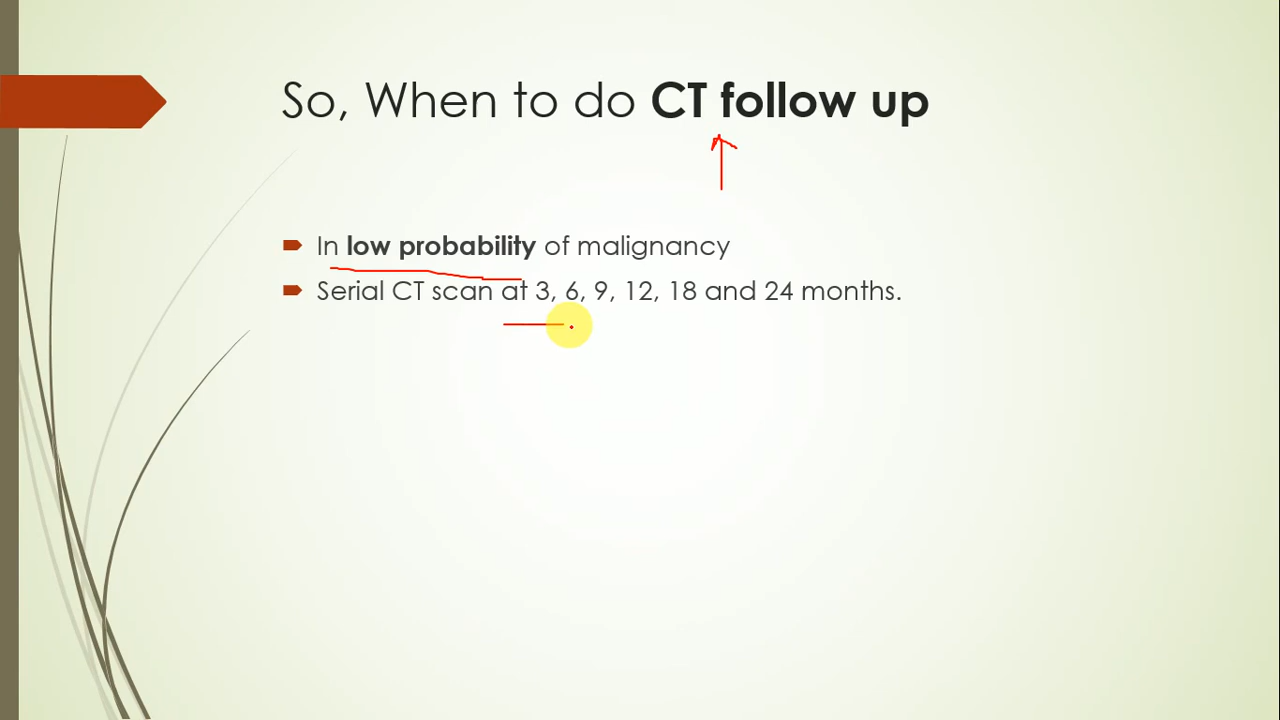 So, When to do CT follow up
In low probability of malignancy
Serial CT scan at 3, 6, 9, 12, 18 and 24 months.